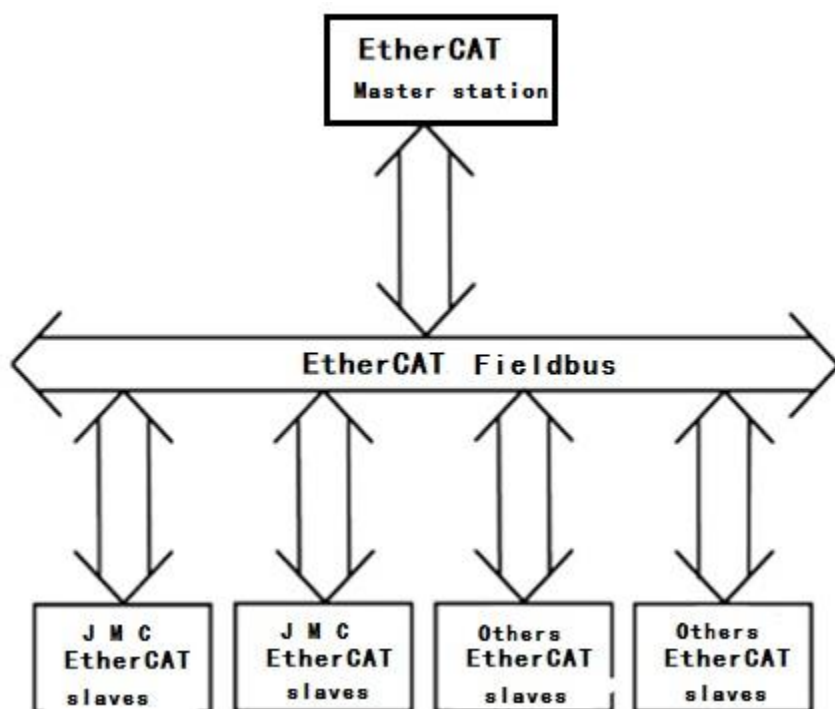 EtherCAT
Master station
EtherCAT Fieldbus
J M C
EtherCAT
slaves
J M C
EtherCAT
slaves
Others
EtherCAT
slaves
Others
EtherCAT
slaves